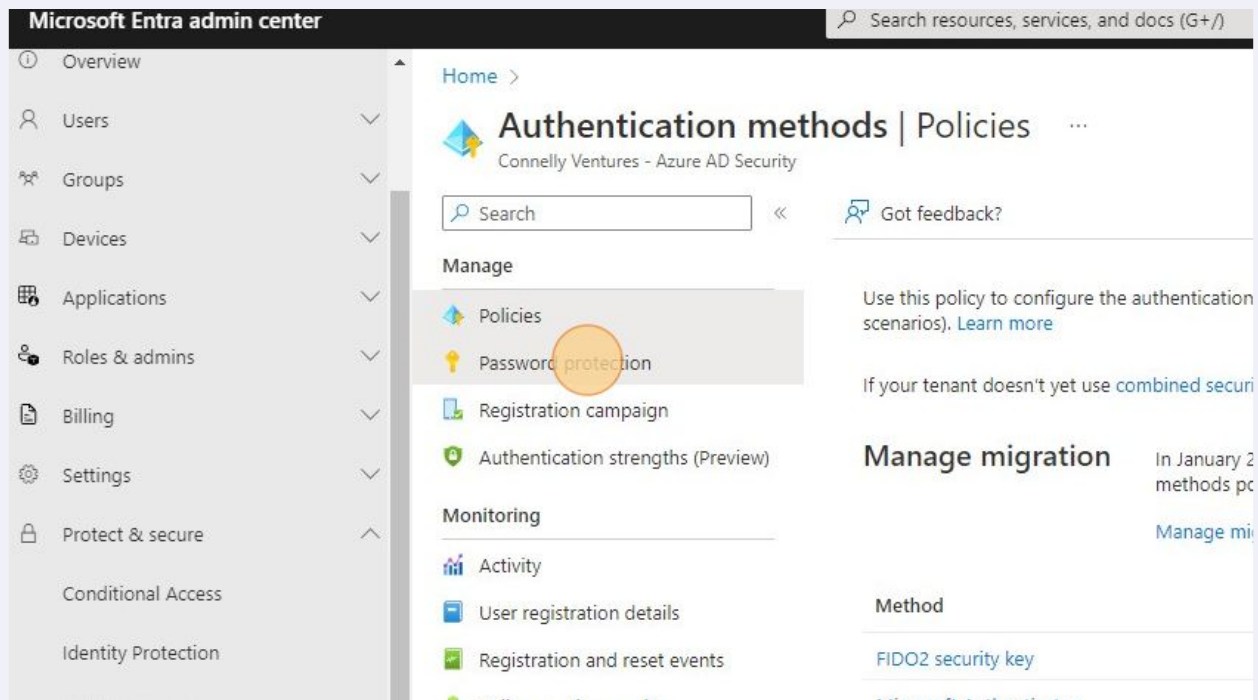 Microsoft Entra admin center
Search resources, services, and docs (G+/)
Overview
Users
Groups
Devices
Applications
Roles & admins
Billing
Settings
Protect & secure
Conditional Access
Identity Protection
Home >
Authentication methods | Policies ...
Connelly Ventures - Azure AD Security
Search
«
Got feedback?
Manage
Policies
Password protection
Registration campaign
Authentication strengths (Preview)
Monitoring
Activity
User registration details
Registration and reset events
Use this policy to configure the authentication
scenarios). Learn more
If your tenant doesn't yet use combined securi
Manage migration
In January 2
methods po
Manage mi
Method
FIDO2 security key